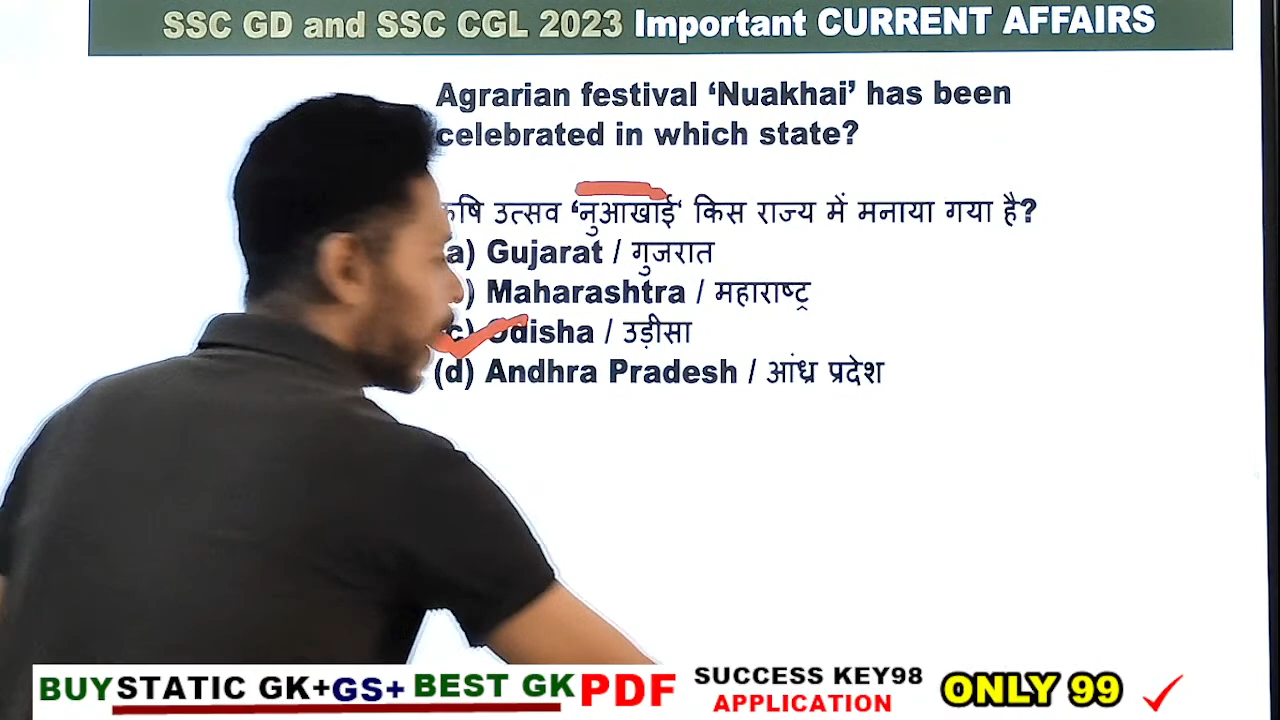 SSC GD and SSC CGL 2023 Important CURRENT AFFAIRS
Agrarian festival ‘Nuakhai’ has been
celebrated in which state?
कृषि उत्सव ‘नुआखाई‘ किस राज्य में मनाया गया है?
a) Gujarat / गुजरात
) Maharashtra / महाराष्ट्र
c) Odisha / उड़ीसा
(d) Andhra Pradesh / आंध्र प्रदेश
BUY STATIC GK+GS+ BEST GK PDF SUCCESS KEY98 APPLICATION ONLY 99